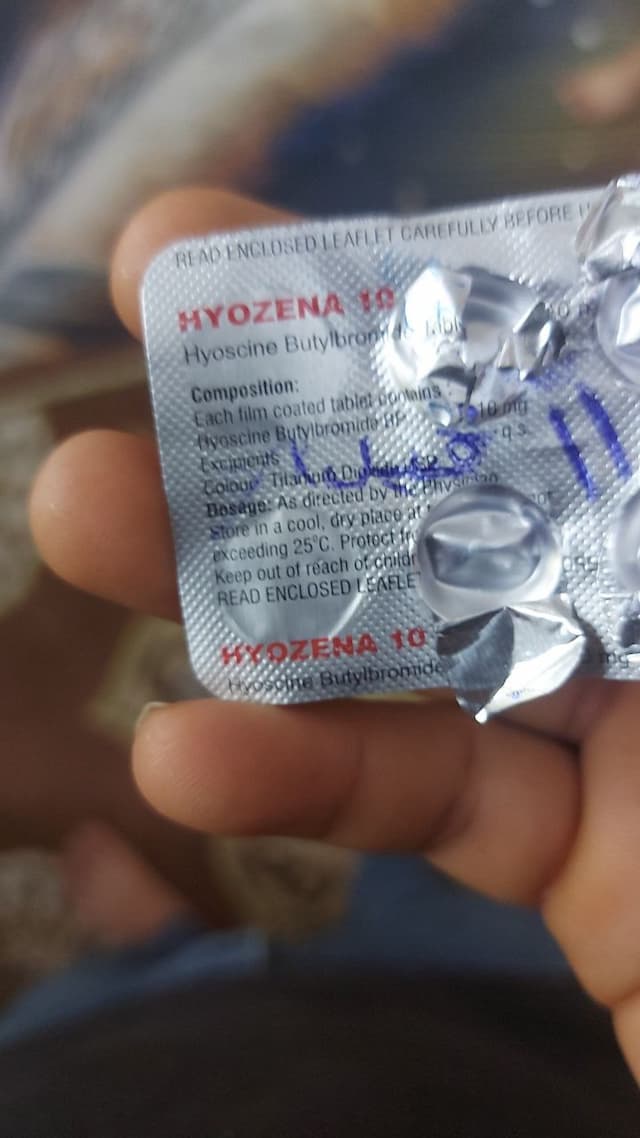 READ ENCLOSED LEAFLET CAREFULLY BEFORE
HYOZENA 10
Hyoscine Butylbromide
Composition:
Each film coated tablet contains
Hyoscine Butylbromide BP 10 mg
Excipients q.s.
Colour: Titanium Dioxide USP
Dosage: As directed by the Physician
Store in a cool, dry place at
exceeding 25°C. Protect
Keep out of reach of
READ ENCLOSED
HYOZENA 10
Hyoscine Butylbromide mg